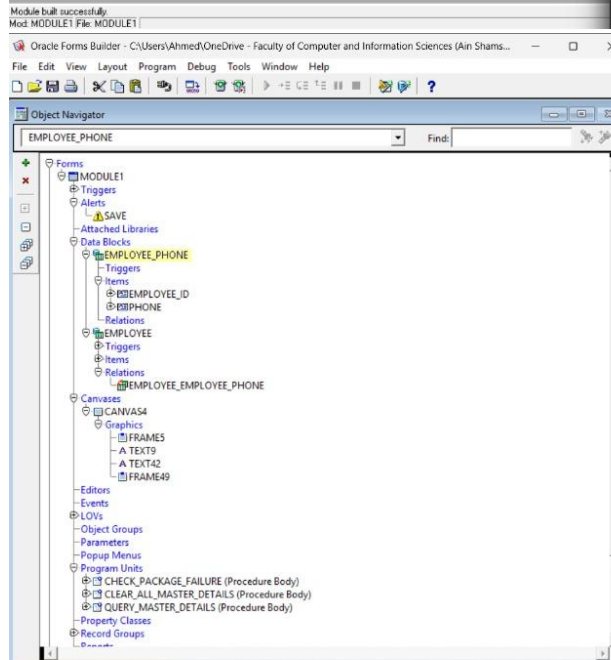 Module built successfully.
Mod: MODULE1 File: MODULE1
Oracle Forms Builder - C:\Users\Ahmed\OneDrive - Faculty of Computer and Information Sciences (Ain Shams...
File Edit View Layout Program Debug Tools Window Help
Object Navigator
EMPLOYEE_PHONE Find:
Forms
MODULE1
Triggers
Alerts
SAVE
Attached Libraries
Data Blocks
EMPLOYEE_PHONE
Triggers
Items
EMPLOYEE_ID
PHONE
Relations
EMPLOYEE
Triggers
Items
Relations
EMPLOYEE_EMPLOYEE_PHONE
Canvases
CANVAS4
Graphics
FRAME5
A TEXT9
A TEXT42
FRAME49
Editors
Events
LOVs
Object Groups
Parameters
Popup Menus
Program Units
CHECK_PACKAGE_FAILURE (Procedure Body)
CLEAR_ALL_MASTER_DETAILS (Procedure Body)
QUERY_MASTER_DETAILS (Procedure Body)
Property Classes
Record Groups
Reports